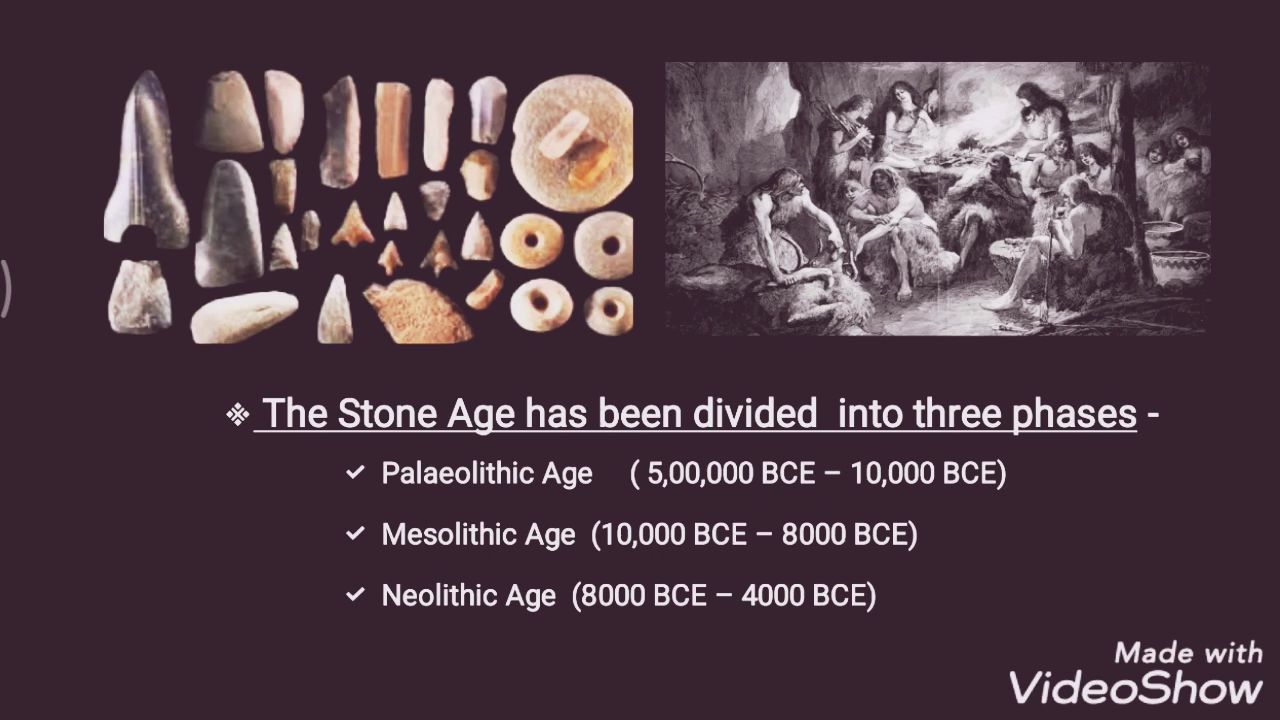 ❖ The Stone Age has been divided into three phases -
✓ Palaeolithic Age ( 5,00,000 BCE – 10,000 BCE)
✓ Mesolithic Age (10,000 BCE – 8000 BCE)
✓ Neolithic Age (8000 BCE – 4000 BCE)
Made with
VideoShow